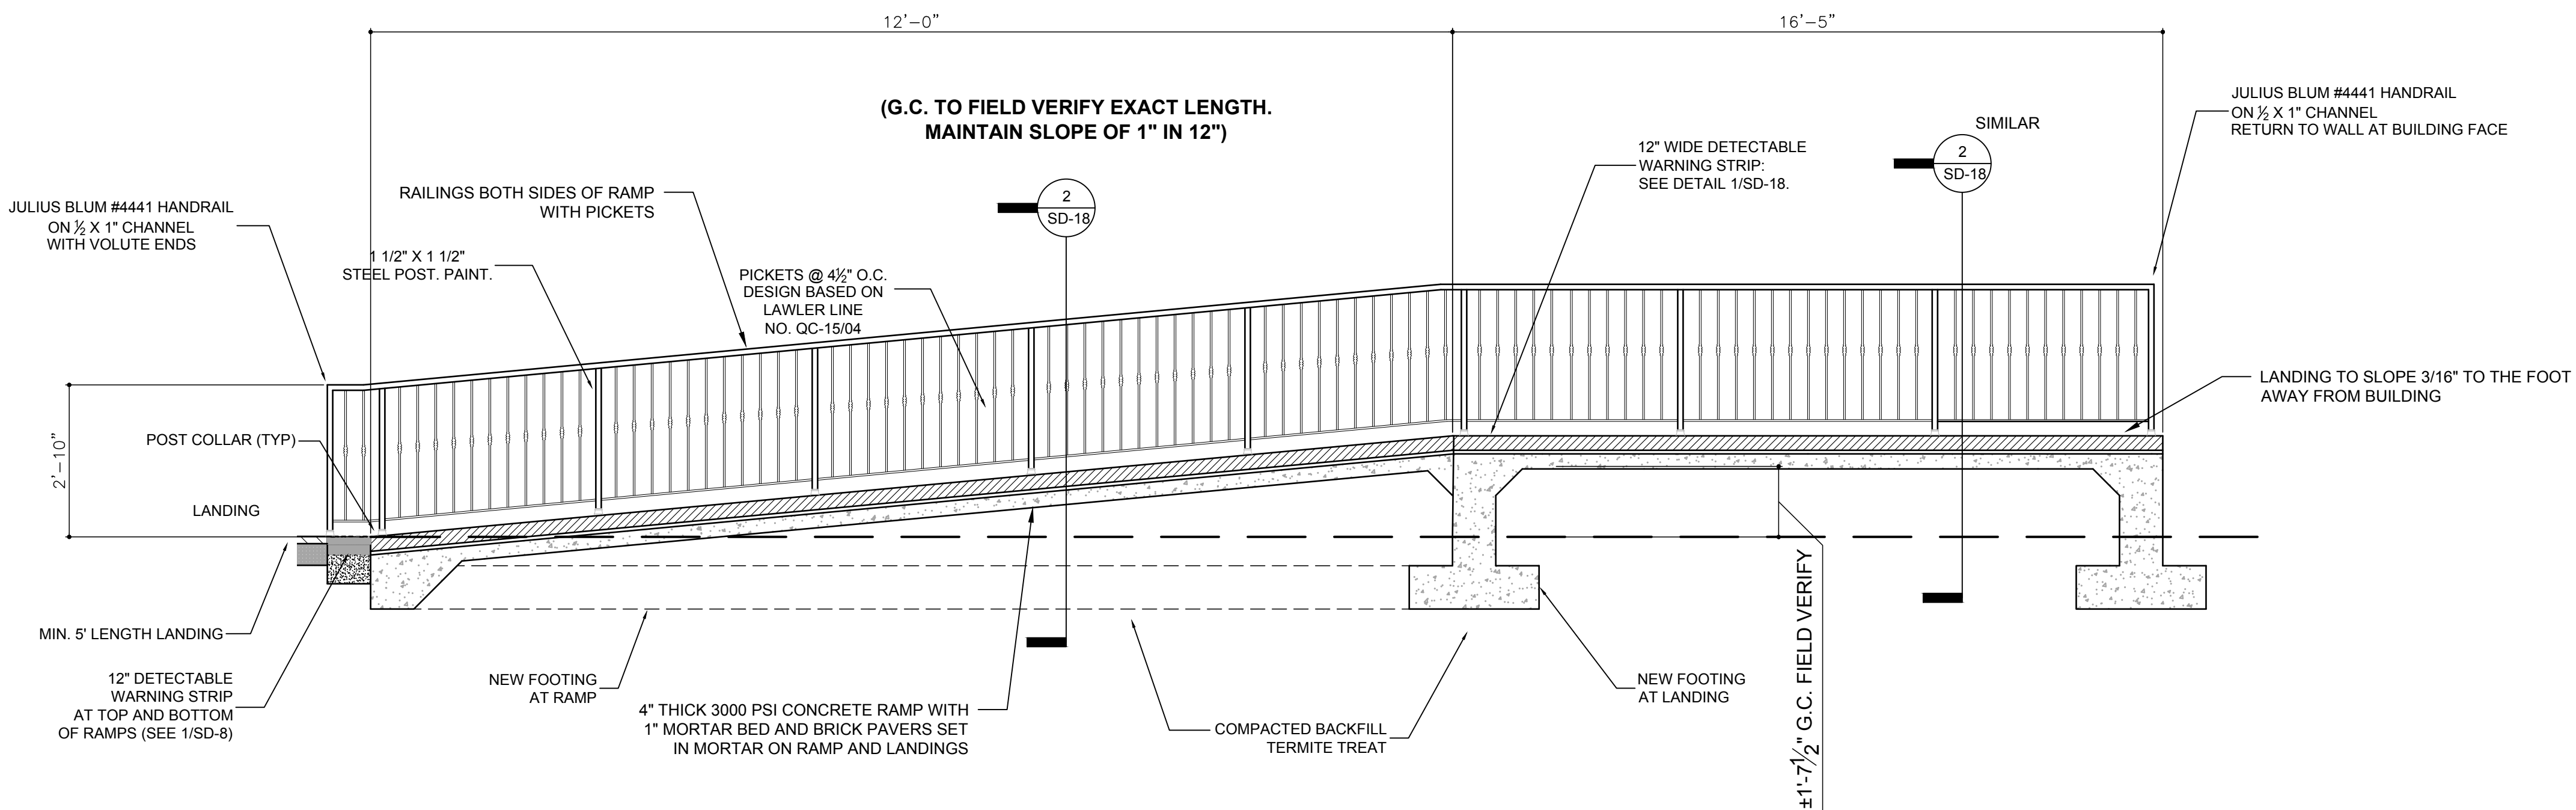 12'-0"
16'-5"
(G.C. TO FIELD VERIFY EXACT LENGTH.
MAINTAIN SLOPE OF 1" IN 12")
JULIUS BLUM #4441 HANDRAIL
ON ½ X 1" CHANNEL
RETURN TO WALL AT BUILDING FACE
SIMILAR
2
SD-18
12" WIDE DETECTABLE
WARNING STRIP:
SEE DETAIL 1/SD-18.
2
SD-18
RAILINGS BOTH SIDES OF RAMP
WITH PICKETS
JULIUS BLUM #4441 HANDRAIL
ON ½ X 1" CHANNEL
WITH VOLUTE ENDS
1 1/2" X 1 1/2"
STEEL POST. PAINT.
PICKETS @ 4½" O.C.
DESIGN BASED ON
LAWLER LINE
NO. QC-15/04
LANDING TO SLOPE 3/16" TO THE FOOT
AWAY FROM BUILDING
2'-10"
POST COLLAR (TYP)
LANDING
MIN. 5' LENGTH LANDING
12" DETECTABLE
WARNING STRIP
AT TOP AND BOTTOM
OF RAMPS (SEE 1/SD-8)
NEW FOOTING
AT RAMP
4" THICK 3000 PSI CONCRETE RAMP WITH
1" MORTAR BED AND BRICK PAVERS SET
IN MORTAR ON RAMP AND LANDINGS
COMPACTED BACKFILL
TERMITE TREAT
NEW FOOTING
AT LANDING
±1'-7½" G.C. FIELD VERIFY